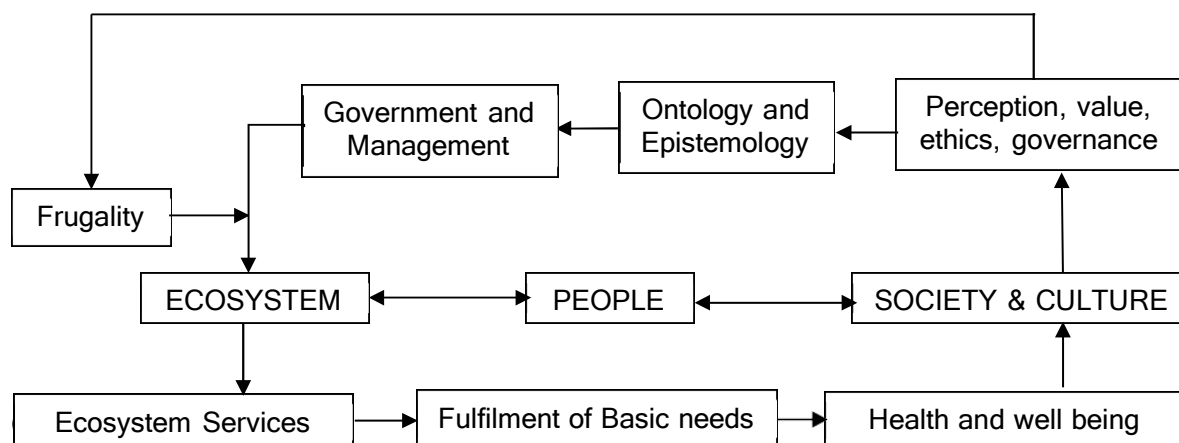 Government and
Management
Ontology and
Epistemology
Perception, value,
ethics, governance
Frugality
ECOSYSTEM
PEOPLE
SOCIETY & CULTURE
Ecosystem Services
Fulfilment of Basic needs
Health and well being